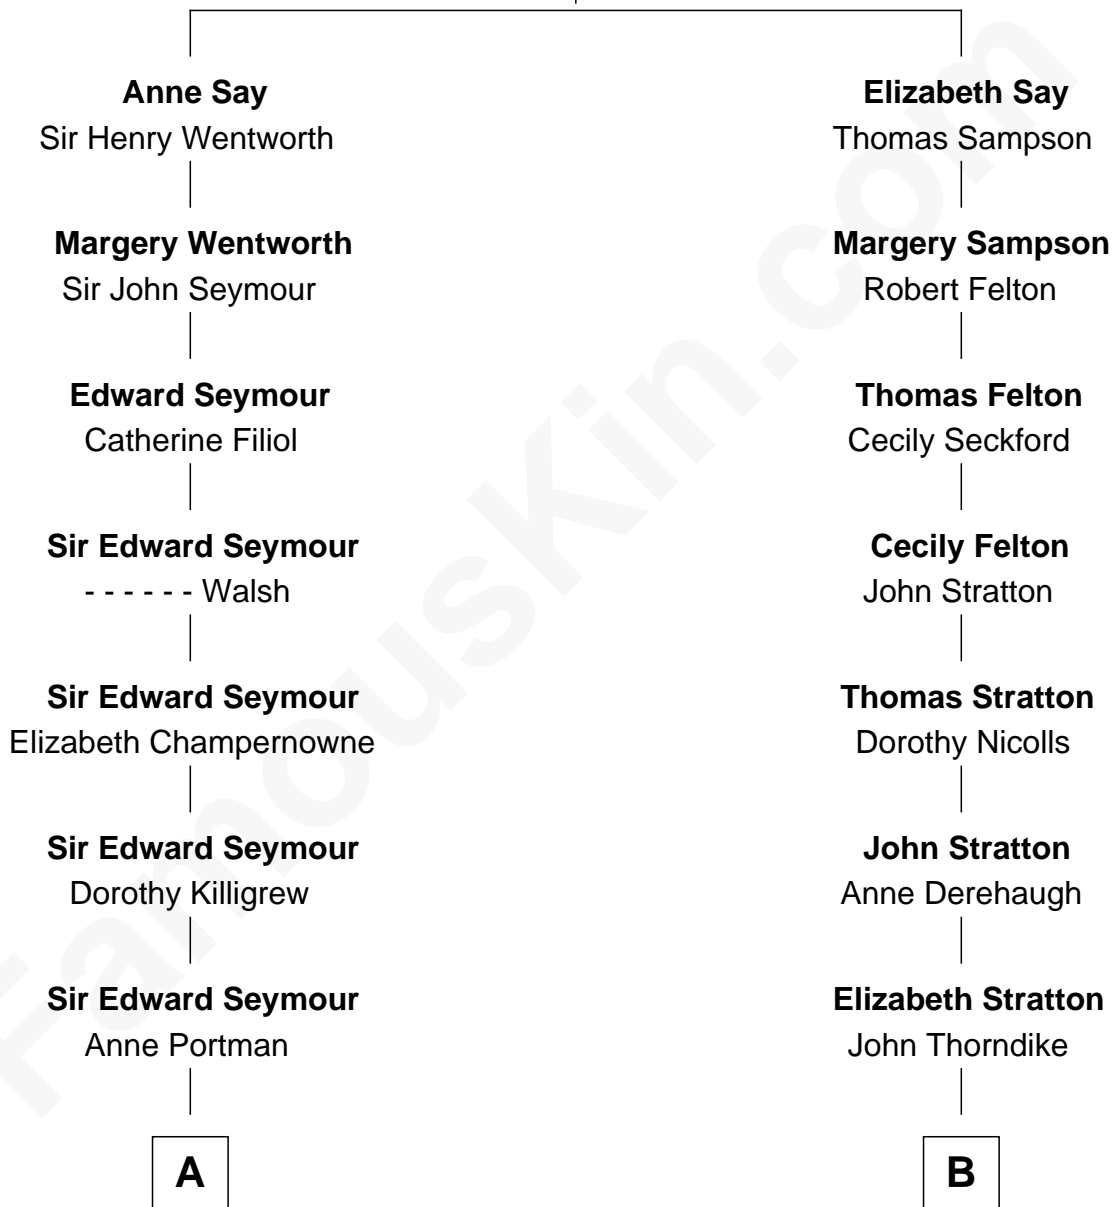 Anne Say
Sir Henry Wentworth
Margery Wentworth
Sir John Seymour
Edward Seymour
Catherine Filiol
Sir Edward Seymour
- - - - - - Walsh
Sir Edward Seymour
Elizabeth Champernowne
Sir Edward Seymour
Dorothy Killigrew
Sir Edward Seymour
Anne Portman
A
Elizabeth Say
Thomas Sampson
Margery Sampson
Robert Felton
Thomas Felton
Cecily Seckford
Cecily Felton
John Stratton
Thomas Stratton
Dorothy Nicolls
John Stratton
Anne Derehaugh
Elizabeth Stratton
John Thorndike
B
FamousKin.com